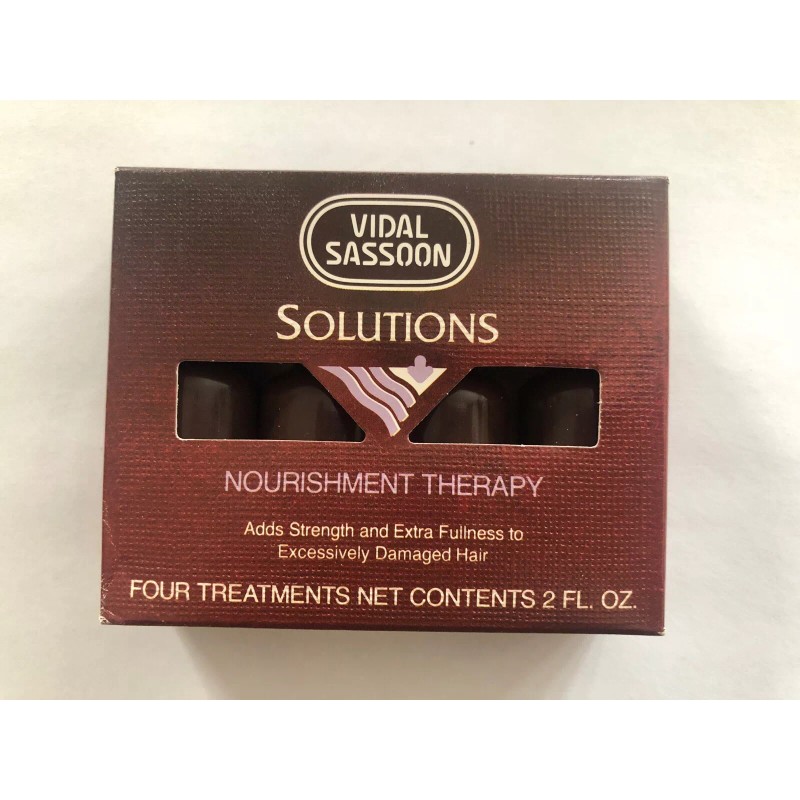 VIDAL
SASSOON
SOLUTIONS
NOURISHMENT THERAPY
Adds Strength and Extra Fullness to
Excessively Damaged Hair
FOUR TREATMENTS NET CONTENTS 2 FL. OZ.